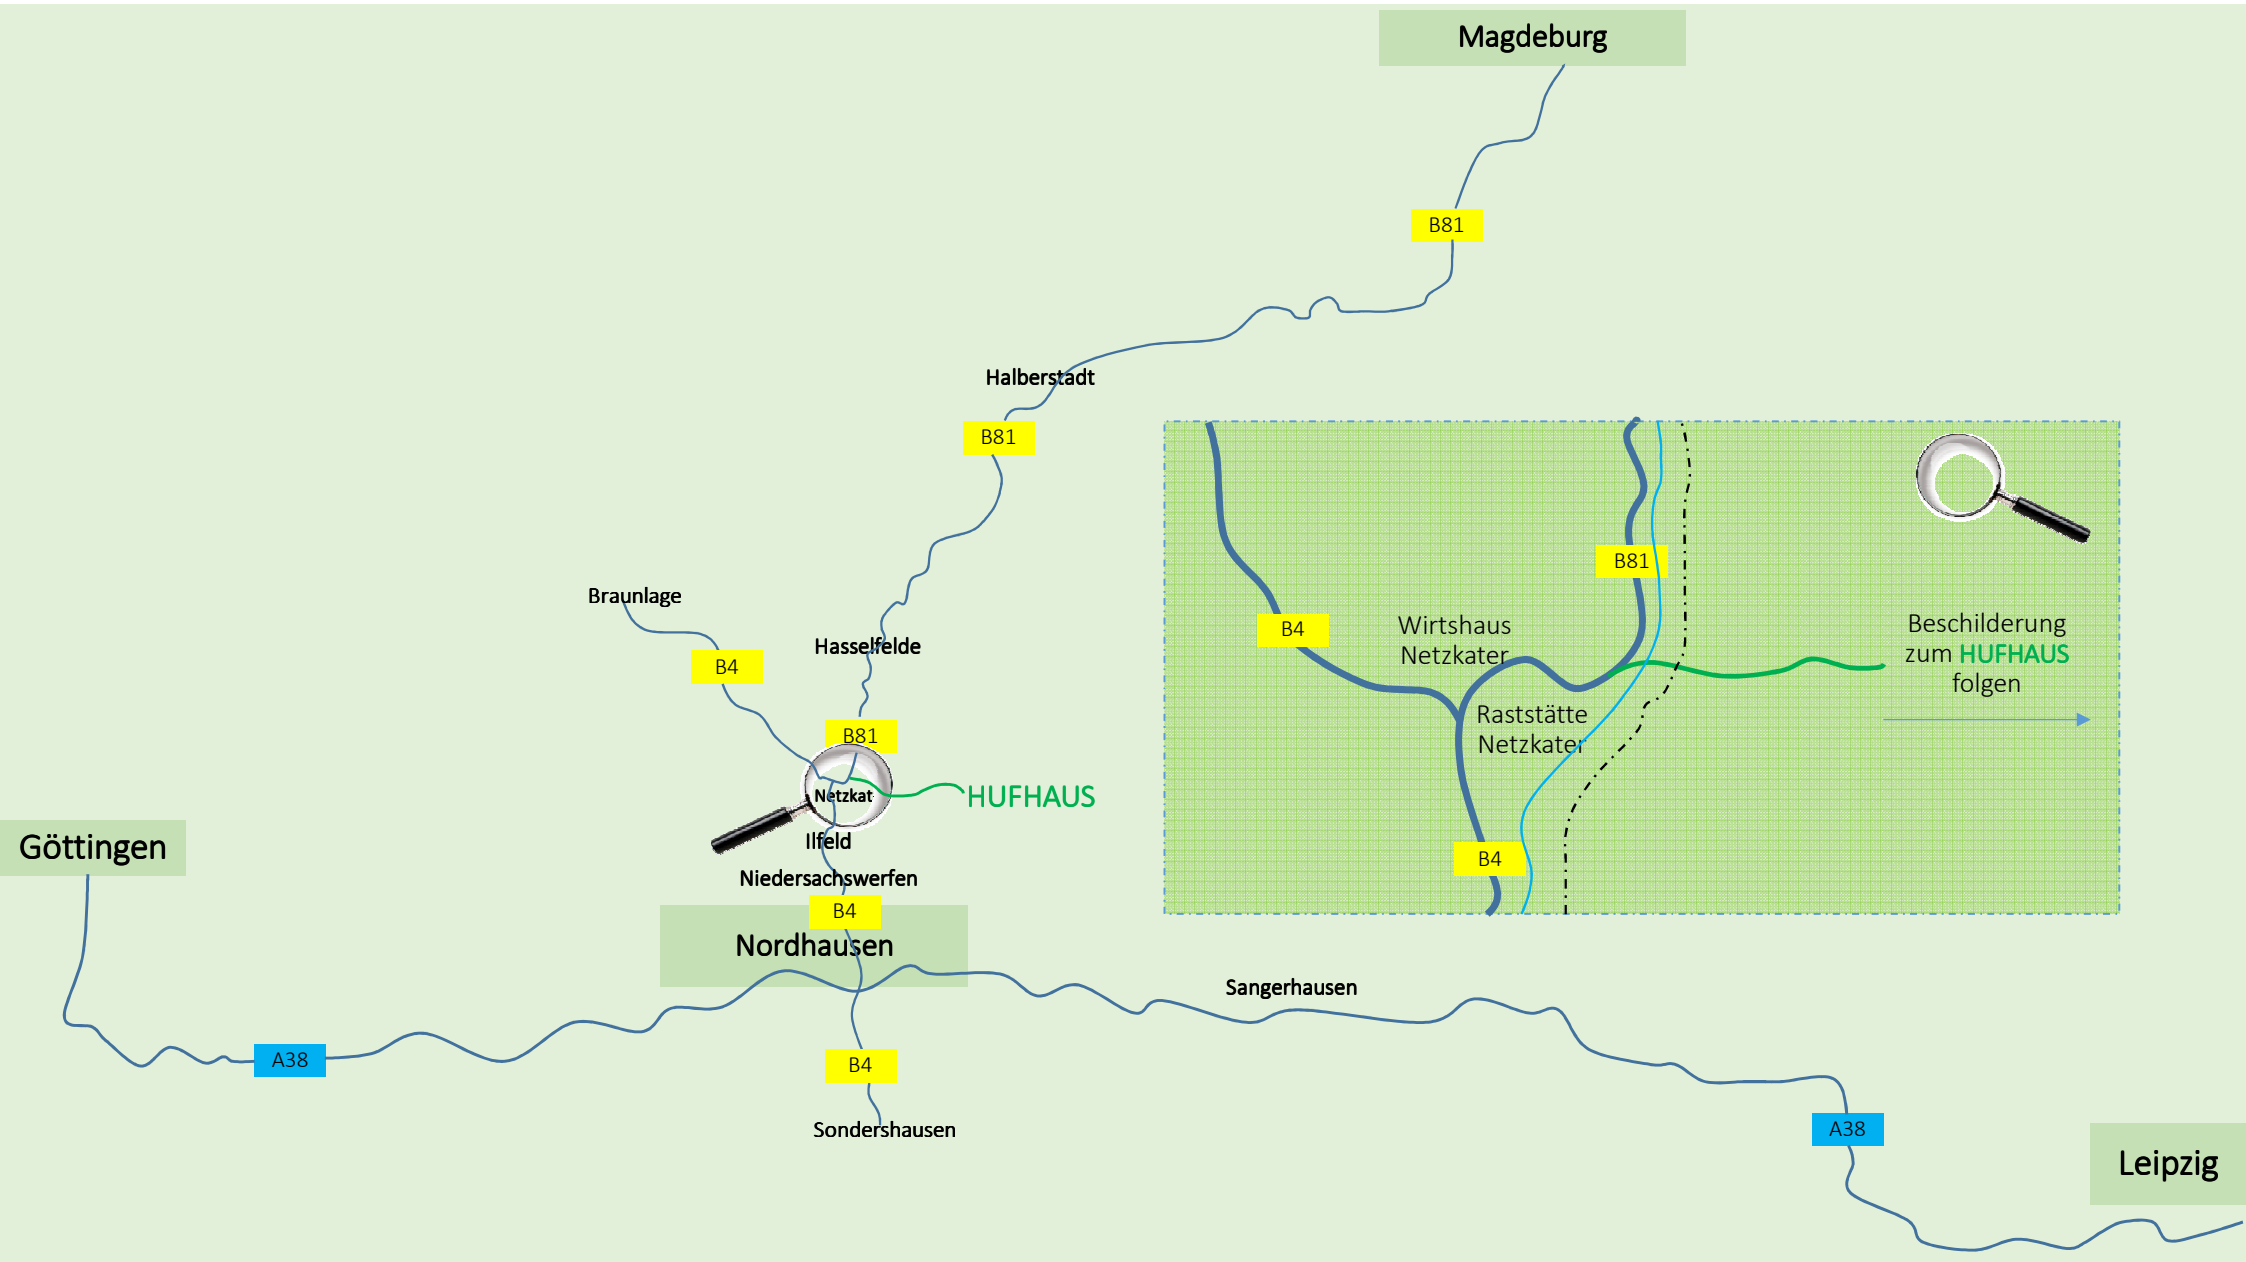 Magdeburg
B81
Halberstadt
B81
Braunlage
Hasselfelde
B4
B81
Netzkat
HUFHAUS
Ilfeld
Göttingen
Niedersachswerfen
B4
Nordhausen
Sangerhausen
A38
B4
Sondershausen
A38
Leipzig
B81
B4
Wirtshaus
Netzkater
Beschilderung
zum HUFHAUS
folgen
Raststätte
Netzkater
B4